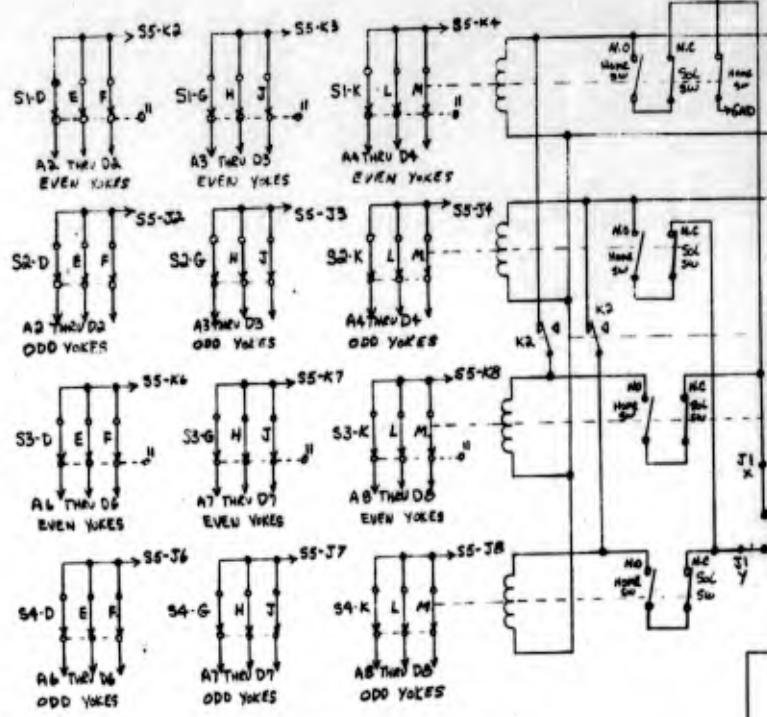 S5-K2
S5-K3
S5-K4
S1-D E F
S1-G H J
S1-K L M
11
11
11
N.O
N.C
Home SW
Sol SW
Home SW
GND
A2 THRU D2
EVEN YOKES
A3 THRU D3
EVEN YOKES
A4 THRU D4
EVEN YOKES
S5-J2
S5-J3
S5-J4
S2-D E F
S2-G H J
S2-K L M
N.O
N.C
Home SW
Sol SW
A2 THRU D2
ODD YOKES
A3 THRU D3
ODD YOKES
A4 THRU D4
ODD YOKES
K2
K2
S5-K6
S5-K7
S5-K8
S3-D E F
S3-G H J
S3-K L M
11
11
11
NO
N.C
Home SW
Sol SW
A6 THRU D6
EVEN YOKES
A7 THRU D7
EVEN YOKES
A8 THRU D8
EVEN YOKES
J1
X
S5-J6
S5-J7
S5-J8
S4-D E F
S4-G H J
S4-K L M
N.O
N.C
Home SW
Sol SW
J1
Y
A6 THRU D6
ODD YOKES
A7 THRU D7
ODD YOKES
A8 THRU D8
ODD YOKES